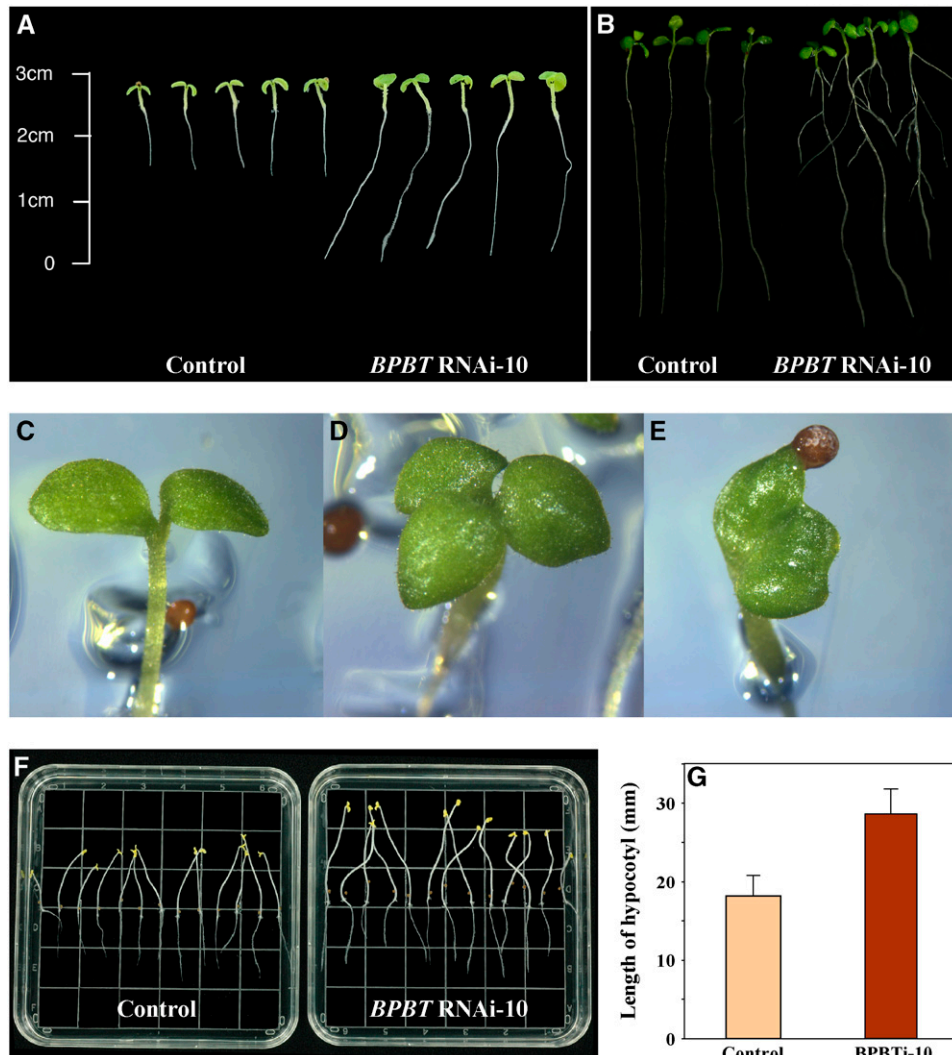 A
3cm
2cm
1cm
0
Control
BPBT RNAi-10
B
Control
BPBT RNAi-10
C
D
E
F
Control
BPBT RNAi-10
G
Length of hypocotyl (mm)
30
20
10
0
Control
BPBTi-10